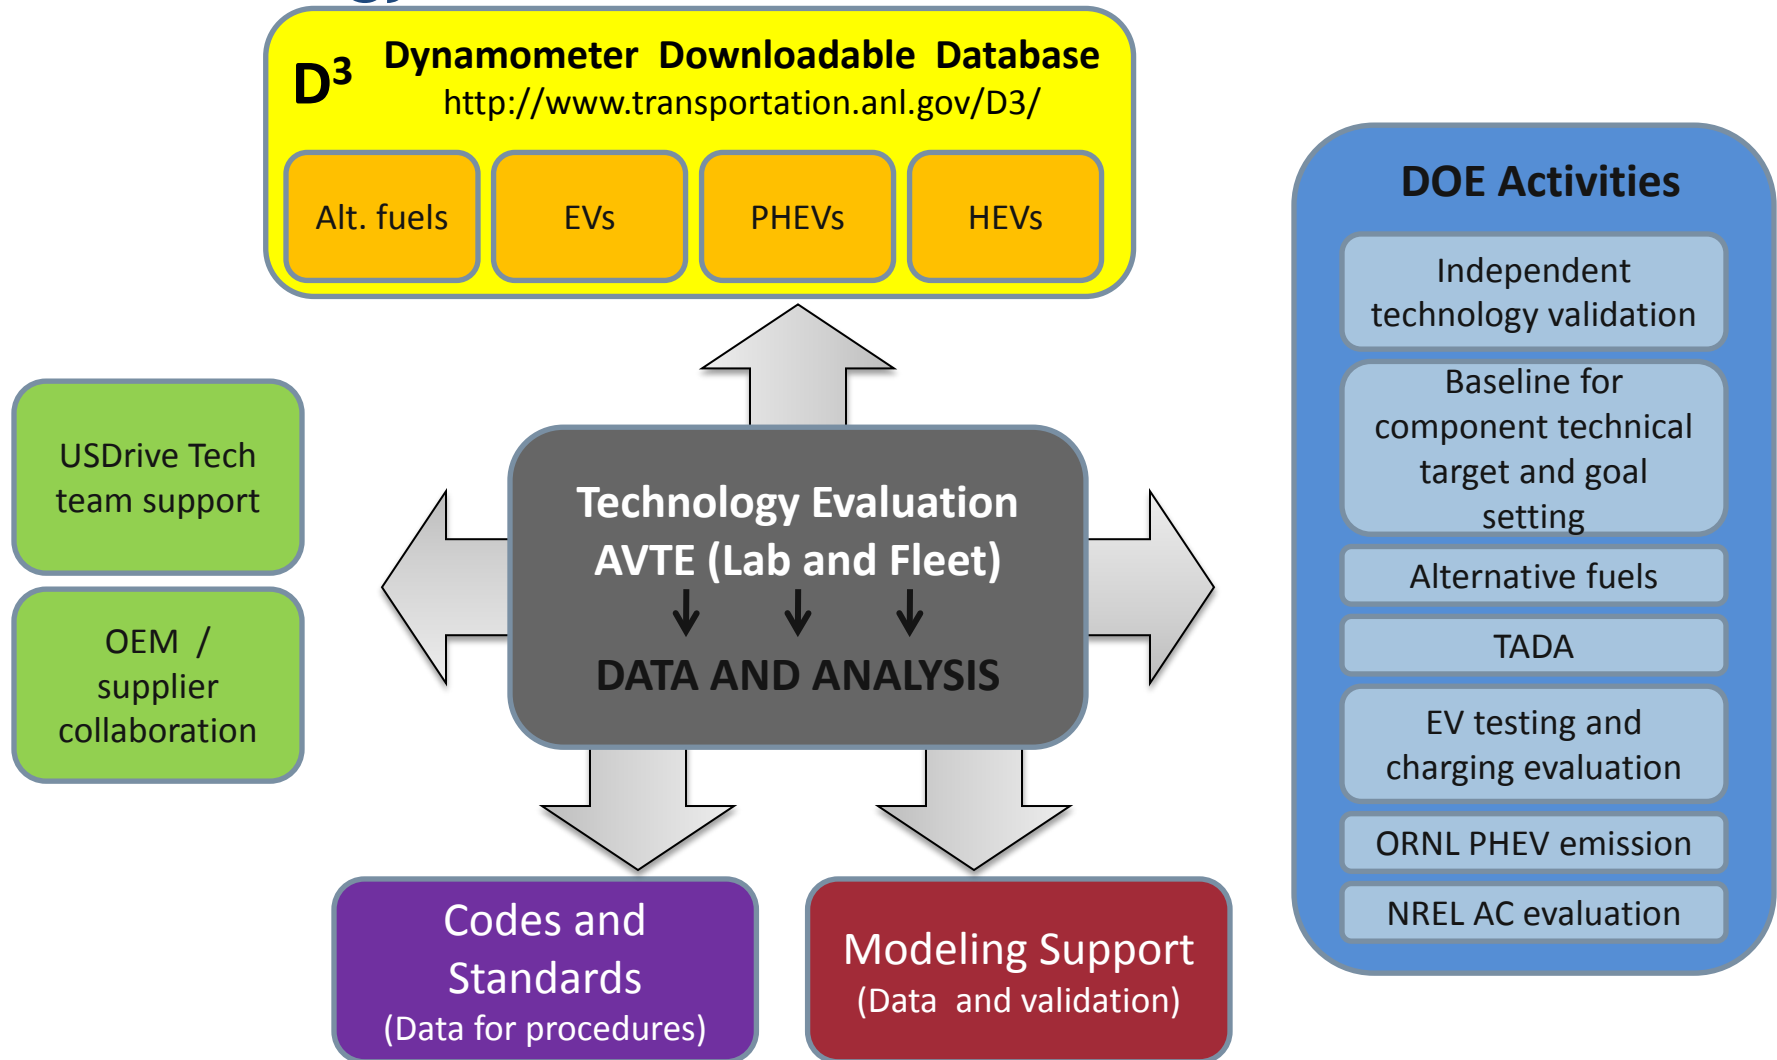 D³ Dynamometer Downloadable Database
http://www.transportation.anl.gov/D3/
Alt. fuels
EVs
PHEVs
HEVs
DOE Activities
Independent
technology validation
Baseline for
component technical
target and goal
setting
Alternative fuels
TADA
EV testing and
charging evaluation
ORNL PHEV emission
NREL AC evaluation
USDrive Tech
team support
OEM /
supplier
collaboration
Technology Evaluation
AVTE (Lab and Fleet)
DATA AND ANALYSIS
Codes and
Standards
(Data for procedures)
Modeling Support
(Data and validation)